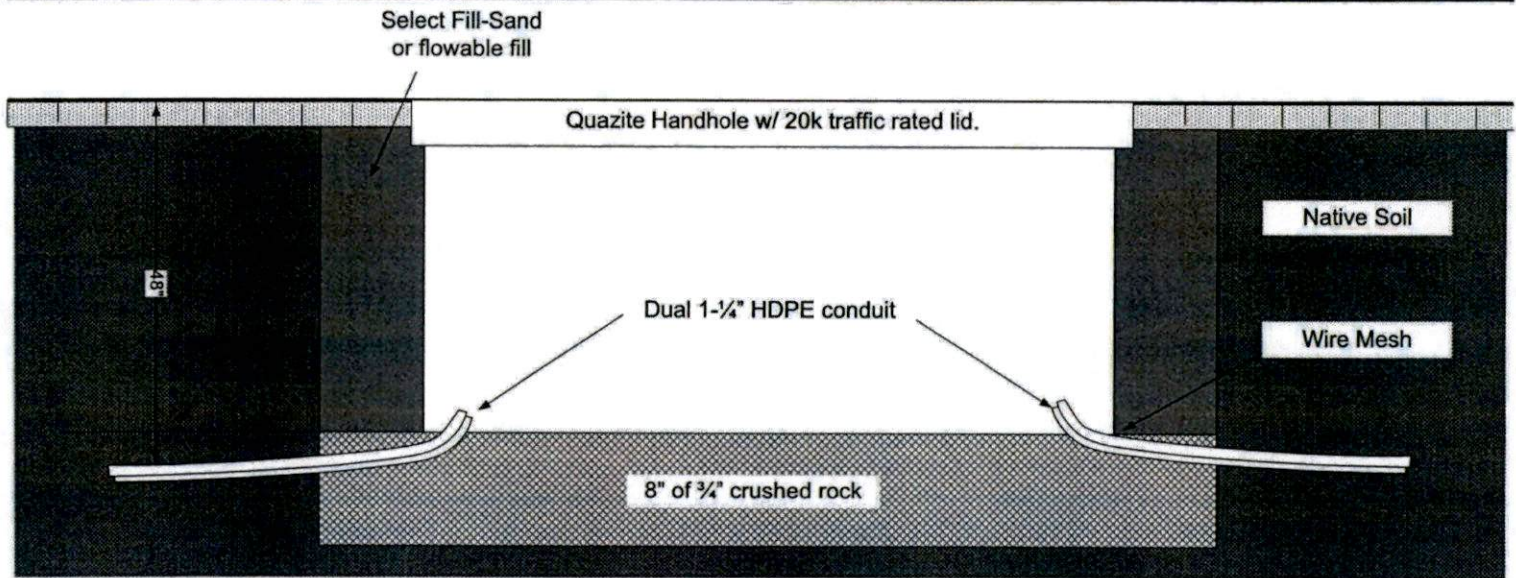 Select Fill-Sand
or flowable fill
Quazite Handhole w/ 20k traffic rated lid.
Native Soil
48"
Dual 1-¼" HDPE conduit
Wire Mesh
8" of ¾" crushed rock